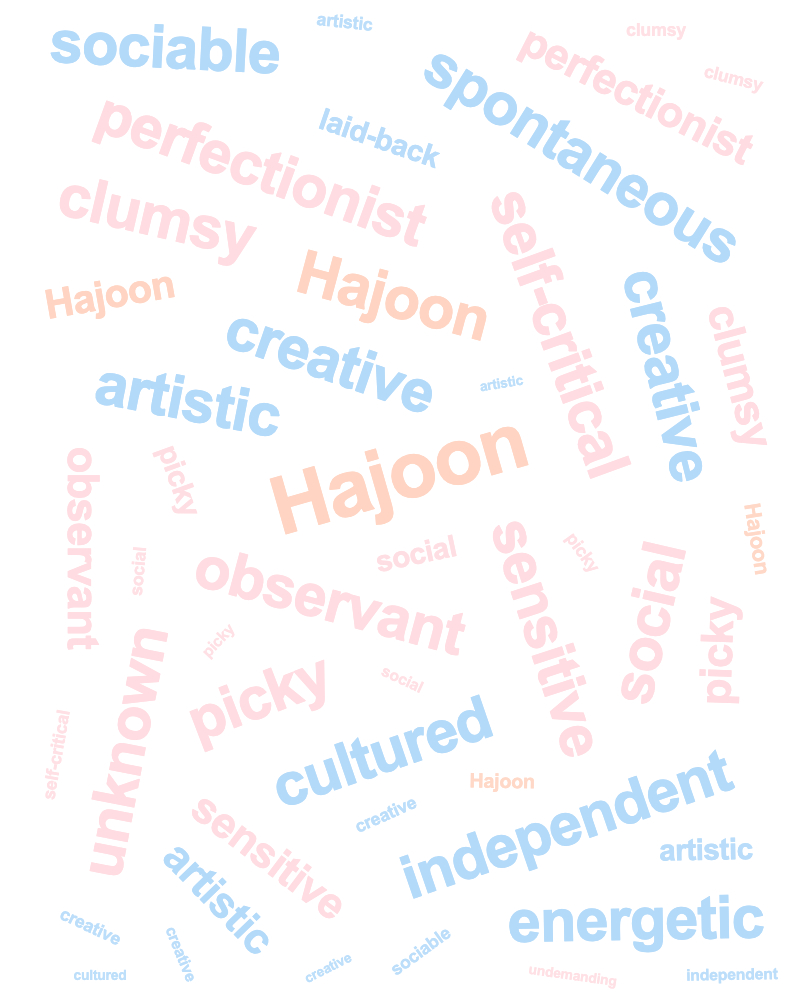 sociable
artistic
clumsy
perfectionist
clumsy
spontaneous
perfectionist
laid-back
clumsy
self-critical
Hajoon
Hajoon
creative
clumsy
creative
artistic
artistic
Hajoon
observant
picky
Hajoon
social
social
observant
sensitive
picky
social
picky
picky
unknown
picky
social
cultured
self-critical
Hajoon
independent
creative
sensitive
artistic
artistic
energetic
creative
creative
sociable
creative
cultured
undemanding
independent